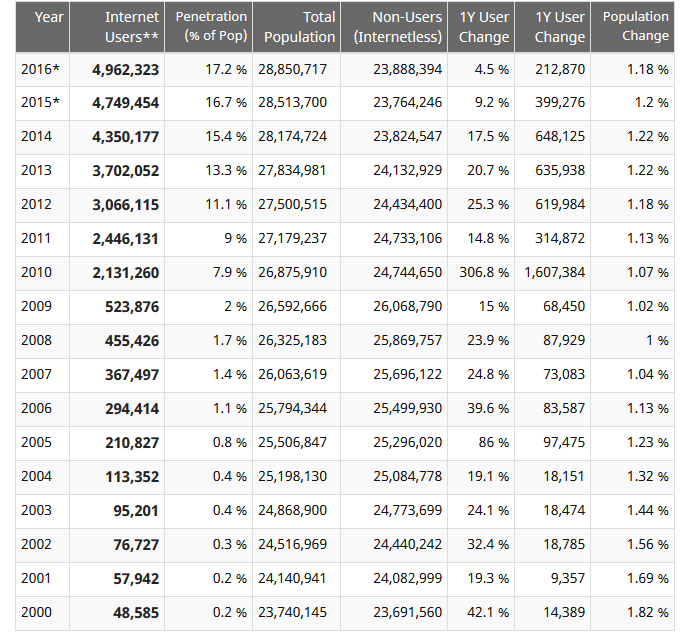 Year Internet Users** Penetration (% of Pop) Total Population Non-Users (Internetless) 1Y User Change 1Y User Change Population Change
2016* 4,962,323 17.2 % 28,850,717 23,888,394 4.5 % 212,870 1.18 %
2015* 4,749,454 16.7 % 28,513,700 23,764,246 9.2 % 399,276 1.2 %
2014 4,350,177 15.4 % 28,174,724 23,824,547 17.5 % 648,125 1.22 %
2013 3,702,052 13.3 % 27,834,981 24,132,929 20.7 % 635,938 1.22 %
2012 3,066,115 11.1 % 27,500,515 24,434,400 25.3 % 619,984 1.18 %
2011 2,446,131 9 % 27,179,237 24,733,106 14.8 % 314,872 1.13 %
2010 2,131,260 7.9 % 26,875,910 24,744,650 306.8 % 1,607,384 1.07 %
2009 523,876 2 % 26,592,666 26,068,790 15 % 68,450 1.02 %
2008 455,426 1.7 % 26,325,183 25,869,757 23.9 % 87,929 1 %
2007 367,497 1.4 % 26,063,619 25,696,122 24.8 % 73,083 1.04 %
2006 294,414 1.1 % 25,794,344 25,499,930 39.6 % 83,587 1.13 %
2005 210,827 0.8 % 25,506,847 25,296,020 86 % 97,475 1.23 %
2004 113,352 0.4 % 25,198,130 25,084,778 19.1 % 18,151 1.32 %
2003 95,201 0.4 % 24,868,900 24,773,699 24.1 % 18,474 1.44 %
2002 76,727 0.3 % 24,516,969 24,440,242 32.4 % 18,785 1.56 %
2001 57,942 0.2 % 24,140,941 24,082,999 19.3 % 9,357 1.69 %
2000 48,585 0.2 % 23,740,145 23,691,560 42.1 % 14,389 1.82 %